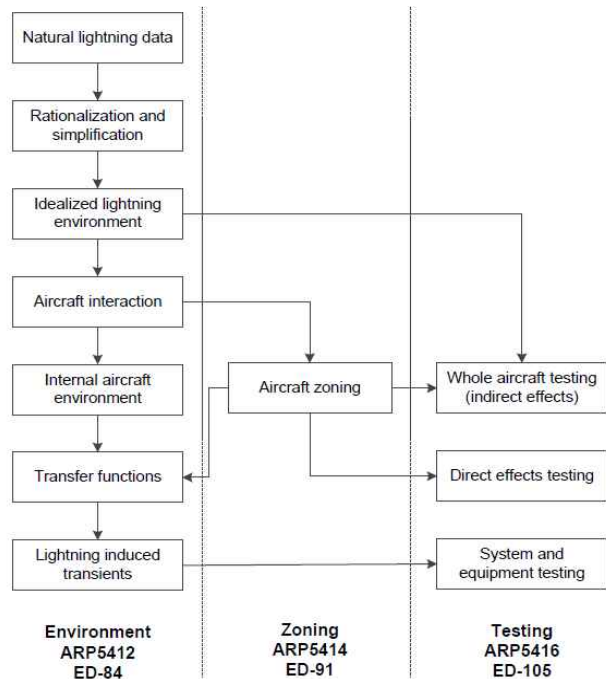 Natural lightning data
Rationalization and
simplification
Idealized lightning
environment
Aircraft interaction
Internal aircraft
environment
Aircraft zoning
Whole aircraft testing
(indirect effects)
Transfer functions
Direct effects testing
Lightning induced
transients
System and
equipment testing
Environment
ARP5412
ED-84
Zoning
ARP5414
ED-91
Testing
ARP5416
ED-105